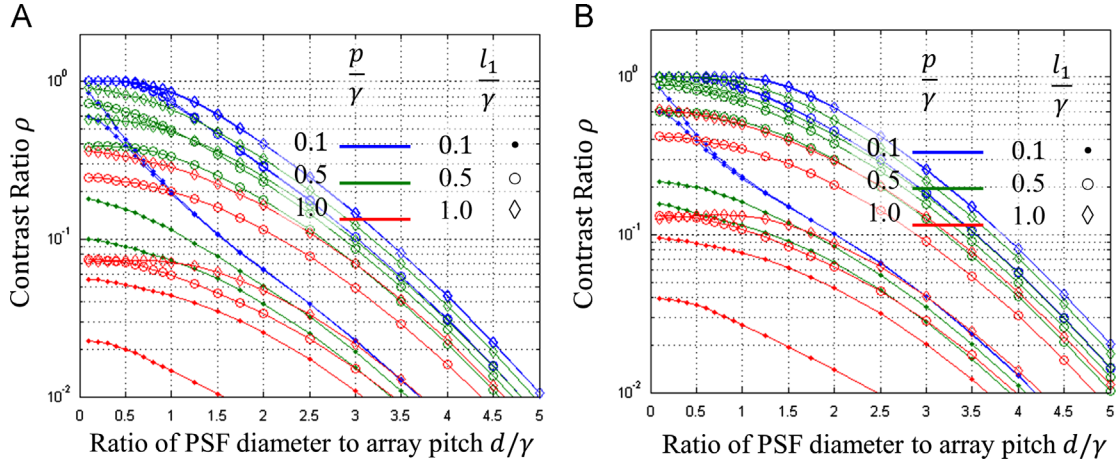 A
Contrast Ratio ρ
10⁰
10⁻¹
10⁻²
p/γ l₁/γ
0.1 0.1
0.5 0.5
1.0 1.0
0 0.5 1 1.5 2 2.5 3 3.5 4 4.5 5
Ratio of PSF diameter to array pitch d/γ
B
Contrast Ratio ρ
10⁰
10⁻¹
10⁻²
p/γ l₁/γ
0.1 0.1
0.5 0.5
1.0 1.0
0 0.5 1 1.5 2 2.5 3 3.5 4 4.5 5
Ratio of PSF diameter to array pitch d/γ